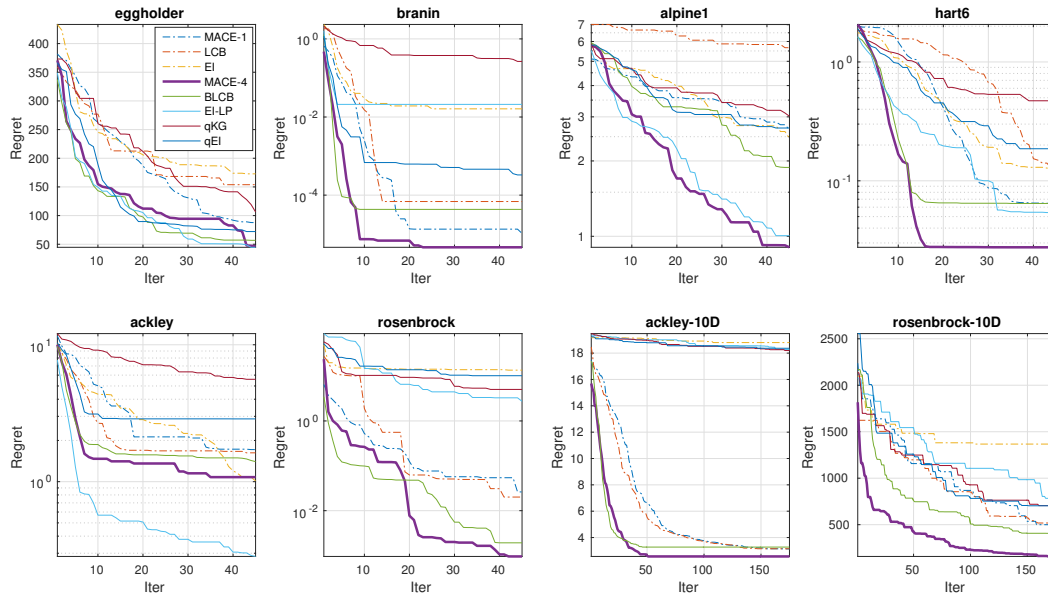 eggholder
Regret
400
350
300
250
200
150
100
50
10 20 30 40
Iter
MACE-1
LCB
EI
MACE-4
BLCB
EI-LP
qKG
qEI
branin
Regret
10^0
10^-2
10^-4
10 20 30 40
Iter
alpine1
Regret
7
6
5
4
3
2
1
10 20 30 40
Iter
hart6
Regret
10^0
10^-1
10 20 30 40
Iter
ackley
Regret
10^1
10^0
10 20 30 40
Iter
rosenbrock
Regret
10^0
10^-2
10 20 30 40
Iter
ackley-10D
Regret
18
16
14
12
10
8
6
4
50 100 150
Iter
rosenbrock-10D
Regret
2500
2000
1500
1000
500
50 100 150
Iter